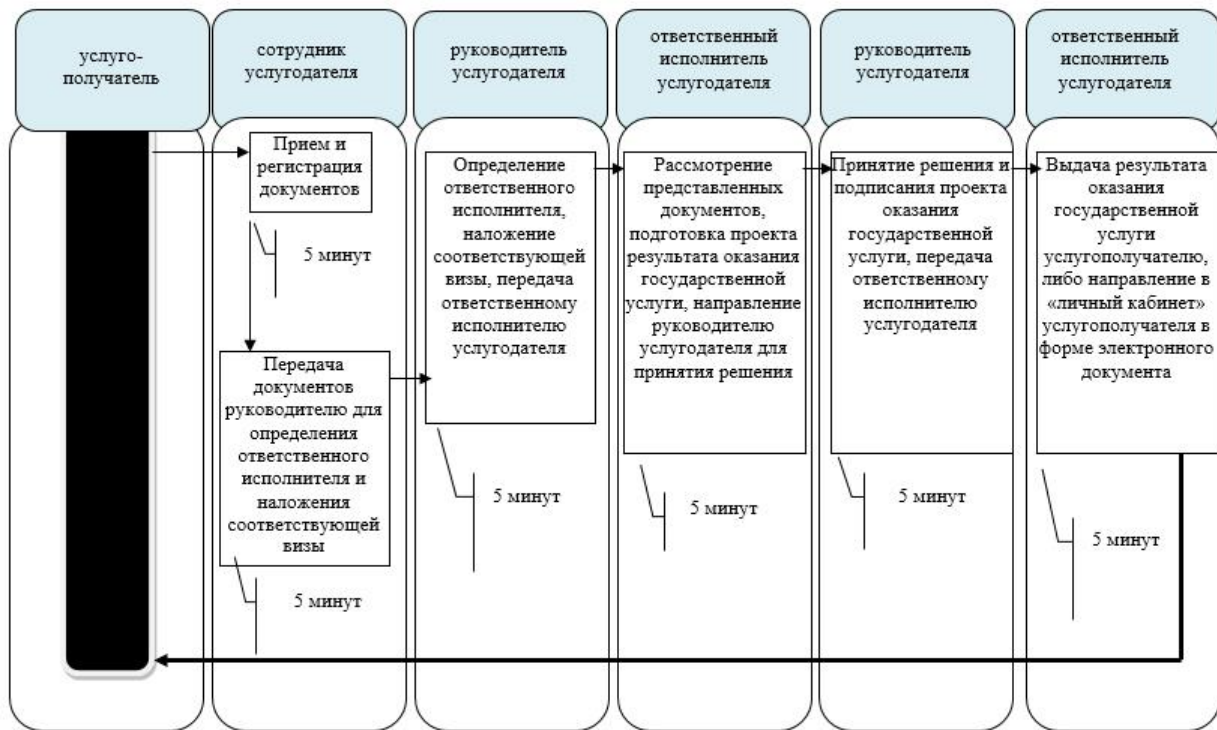 услуго-
получатель
сотрудник
услугодателя
руководитель
услугодателя
ответственный
исполнитель
услугодателя
руководитель
услугодателя
ответственный
исполнитель
услугодателя
Прием и
регистрация
документов
5 минут
Передача
документов
руководителю для
определения
ответственного
исполнителя и
наложения
соответствующей
визы
5 минут
Определение
ответственного
исполнителя,
наложение
соответствующей
визы, передача
ответственному
исполнителю
услугодателя
5 минут
Рассмотрение
представленных
документов,
подготовка проекта
результата оказания
государственной
услуги, направление
руководителю
услугодателя для
принятия решения
5 минут
Принятие решения и
подписания проекта
оказания
государственной
услуги, передача
ответственному
исполнителю
услугодателя
5 минут
Выдача результата
оказания
государственной
услуги
услугополучателю,
либо направление в
«личный кабинет»
услугополучателя в
форме электронного
документа
5 минут